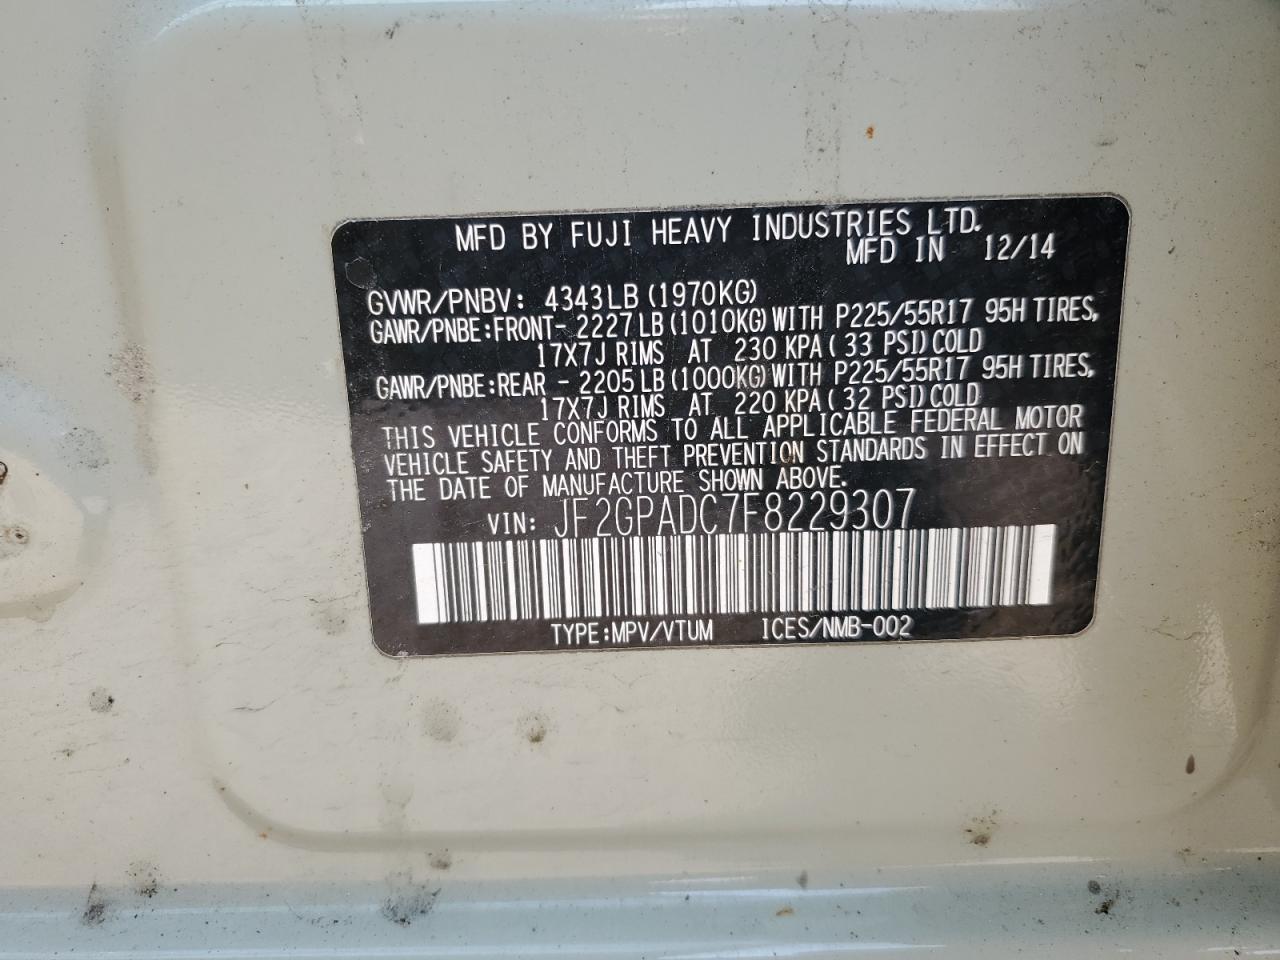 MFD BY FUJI HEAVY INDUSTRIES LTD.
MFD IN 12/14
GVWR/PNBV: 4343LB (1970KG)
GAWR/PNBE:FRONT- 2227 LB (1010KG) WITH P225/55R17 95H TIRES,
17X7J RIMS AT 230 KPA ( 33 PSI) COLD
GAWR/PNBE:REAR - 2205 LB (1000KG) WITH P225/55R17 95H TIRES,
17X7J RIMS AT 220 KPA ( 32 PSI) COLD
THIS VEHICLE CONFORMS TO ALL APPLICABLE FEDERAL MOTOR
VEHICLE SAFETY AND THEFT PREVENTION STANDARDS IN EFFECT ON
THE DATE OF MANUFACTURE SHOWN ABOVE.
VIN: JF2GPADC7F8229307
TYPE:MPV/VTUM ICES/NMB-002